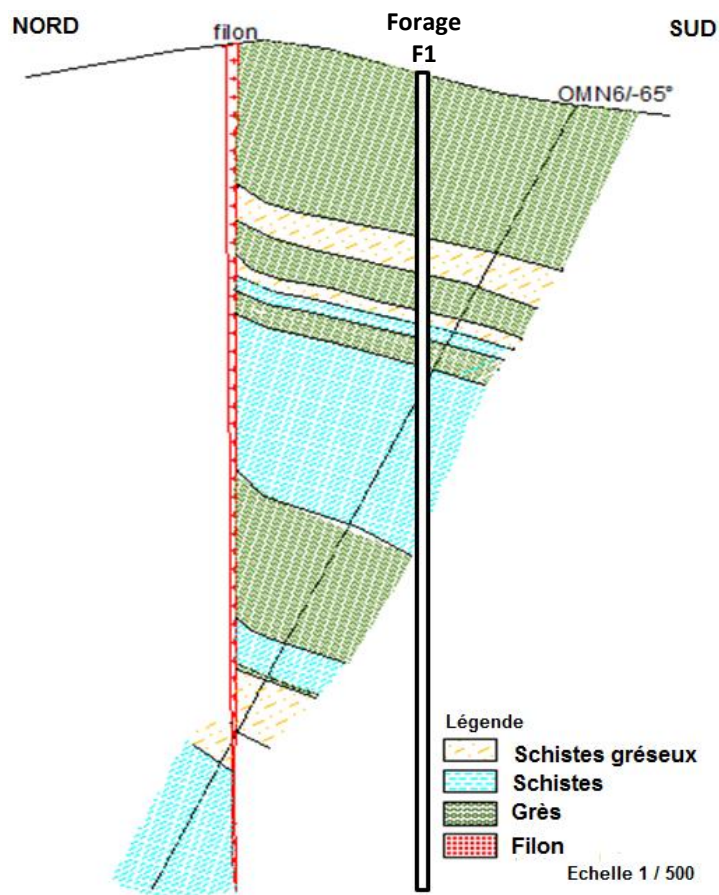 NORD
filon
Forage
F1
SUD
OMN6/-65°
Légende
Schistes gréseux
Schistes
Grès
Filon
Echelle 1 / 500